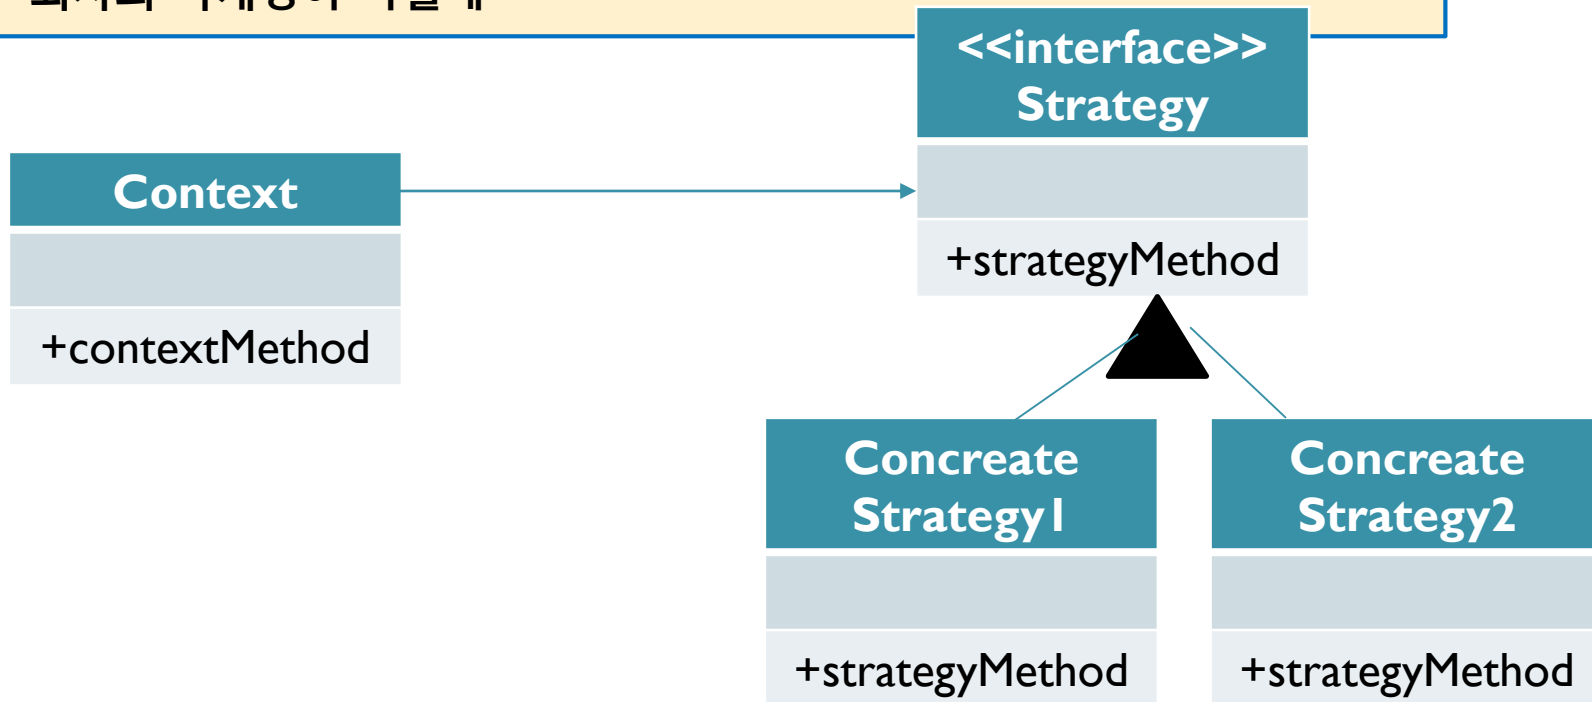 <<interface>>
Strategy
Context
+strategyMethod
+contextMethod
Concreate
Strategy1
Concreate
Strategy2
+strategyMethod
+strategyMethod